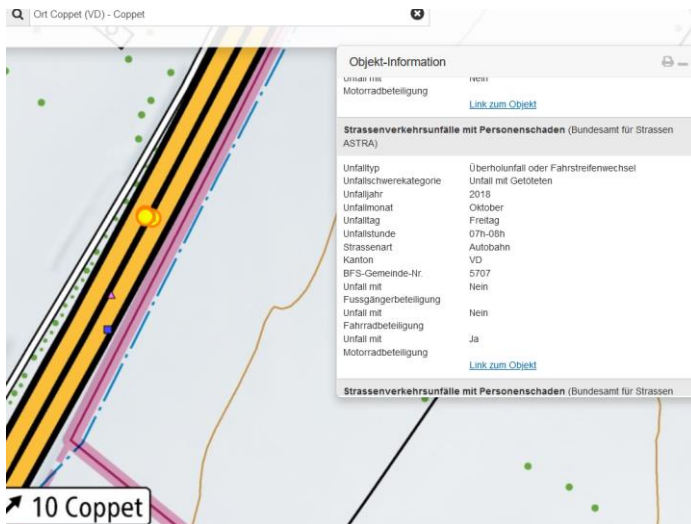 Ort Coppet (VD) - Coppet
Objekt-Information
Unfall mit Nein
Motorradbeteiligung
Link zum Objekt
Strassenverkehrsunfälle mit Personenschaden (Bundesamt für Strassen
ASTRA)
Unfalltyp Überholunfall oder Fahrstreifenwechsel
Unfallschwerekategorie Unfall mit Getöteten
Unfalljahr 2018
Unfallmonat Oktober
Unfalltag Freitag
Unfallstunde 07h-08h
Strassenart Autobahn
Kanton VD
BFS-Gemeinde-Nr. 5707
Unfall mit Nein
Fussgängerbeteiligung
Unfall mit Nein
Fahrradbeteiligung
Unfall mit Ja
Motorradbeteiligung
Link zum Objekt
Strassenverkehrsunfälle mit Personenschaden (Bundesamt für Strassen
10 Coppet